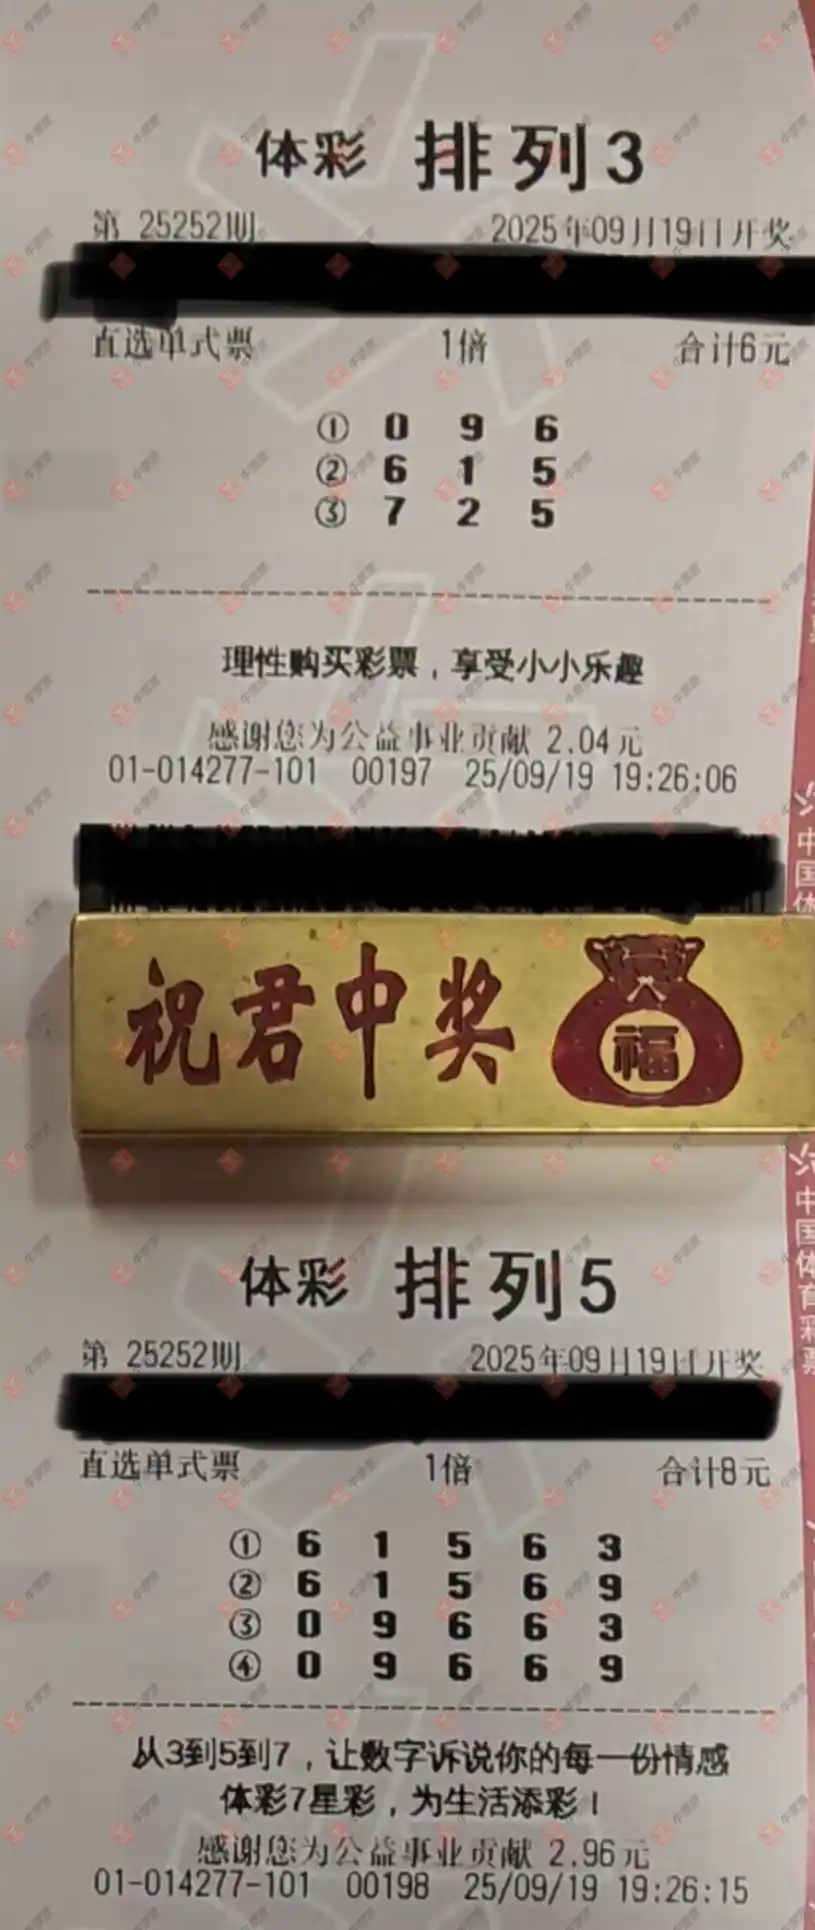 体彩 排列3
第 25252期 2025年09月19日开奖
直选单式票 1倍 合计6元
① 0 9 6
② 6 1 5
③ 7 2 5
理性购买彩票，享受小小乐趣
感谢您为公益事业贡献 2.04元
01-014277-101 00197 25/09/19 19:26:06
中国体
祝君中奖 福
中国体育彩票
体彩 排列5
第 25252期 2025年09月19日开奖
直选单式票 1倍 合计8元
① 6 1 5 6 3
② 6 1 5 6 9
③ 0 9 6 6 3
④ 0 9 6 6 9
从3到5到7，让数字诉说你的每一份情感
体彩7星彩，为生活添彩！
感谢您为公益事业贡献 2.96元
01-014277-101 00198 25/09/19 19:26:15